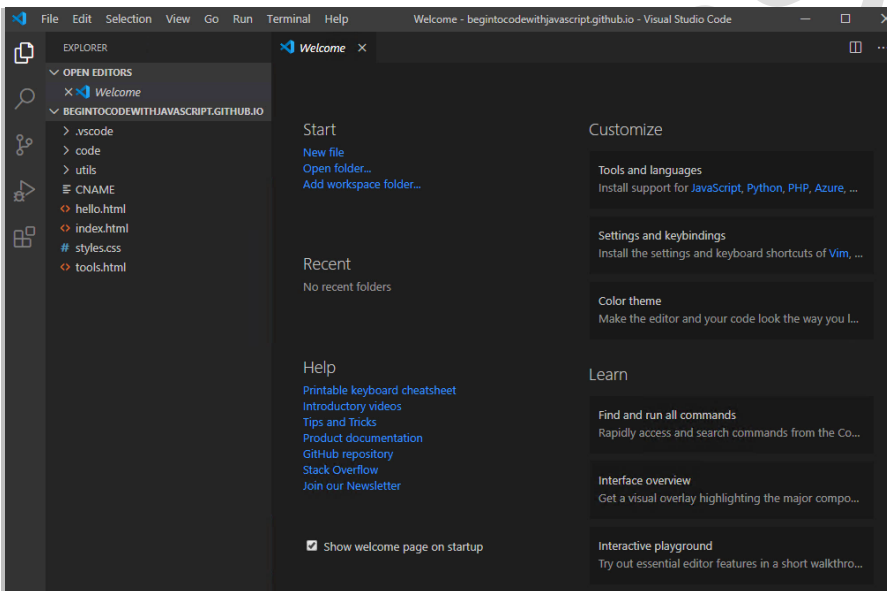 File Edit Selection View Go Run Terminal Help Welcome - begintocodewithjavascript.github.io - Visual Studio Code
EXPLORER
OPEN EDITORS
Welcome
BEGINTOCODEWITHJAVASCRIPT.GITHUB.IO
.vscode
code
utils
CNAME
hello.html
index.html
# styles.css
tools.html
Welcome
Start
New file
Open folder...
Add workspace folder...
Recent
No recent folders
Help
Printable keyboard cheatsheet
Introductory videos
Tips and Tricks
Product documentation
GitHub repository
Stack Overflow
Join our Newsletter
Show welcome page on startup
Customize
Tools and languages
Install support for JavaScript, Python, PHP, Azure, ...
Settings and keybindings
Install the settings and keyboard shortcuts of Vim, ...
Color theme
Make the editor and your code look the way you l...
Learn
Find and run all commands
Rapidly access and search commands from the Co...
Interface overview
Get a visual overlay highlighting the major compo...
Interactive playground
Try out essential editor features in a short walkthro...